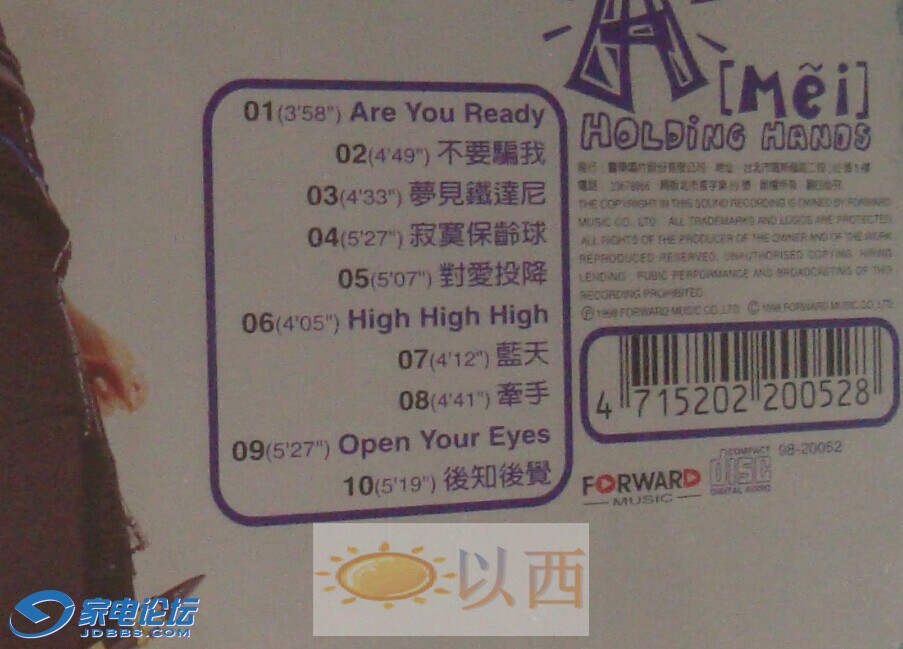 01(3'58") Are You Ready
02(4'49") 不要騙我
03(4'33") 夢見鐵達尼
04(5'27") 寂寞保齡球
05(5'07") 對愛投降
06(4'05") High High High
07(4'12") 藍天
08(4'41") 牽手
09(5'27") Open Your Eyes
10(5'19") 後知後覺
A
[Mẽi]
HOLDING HANDS
THE COPYRIGHT IN THIS SOUND RECORDING IS OWNED BY FORWARD
MUSIC CO., LTD. ALL TRADEMARKS AND LOGOS ARE PROTECTED.
ALL RIGHTS OF THE PRODUCER OF THE OWNER AND OF THE WORK
REPRODUCED RESERVED. UNAUTHORISED COPYING, HIRING
LENDING PUBIC PERFORMANCE AND BROADCASTING OF THIS
RECORDING PROHIBITED.
Ⓟ1998 FORWARD MUSIC CO.,LTD. Ⓒ1998 FORWARD MUSIC CO.,LTD.
4 715202 200528
FORWARD
MUSIC
COMPACT
disc
DIGITAL AUDIO
98-20052
以西
家电论坛
JDBBS.COM